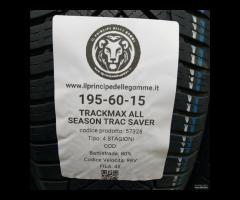 IL PRINCIPE DELLE GOMME
www.ilprincipedellegomme.it
195-60-15
TRACKMAX ALL
SEASON TRAC SAVER
codice prodotto: 57328
Tipo: 4 STAGIONI
COD:
Battistrada: 80%
Codice Velocità: 88V
FILA: 48